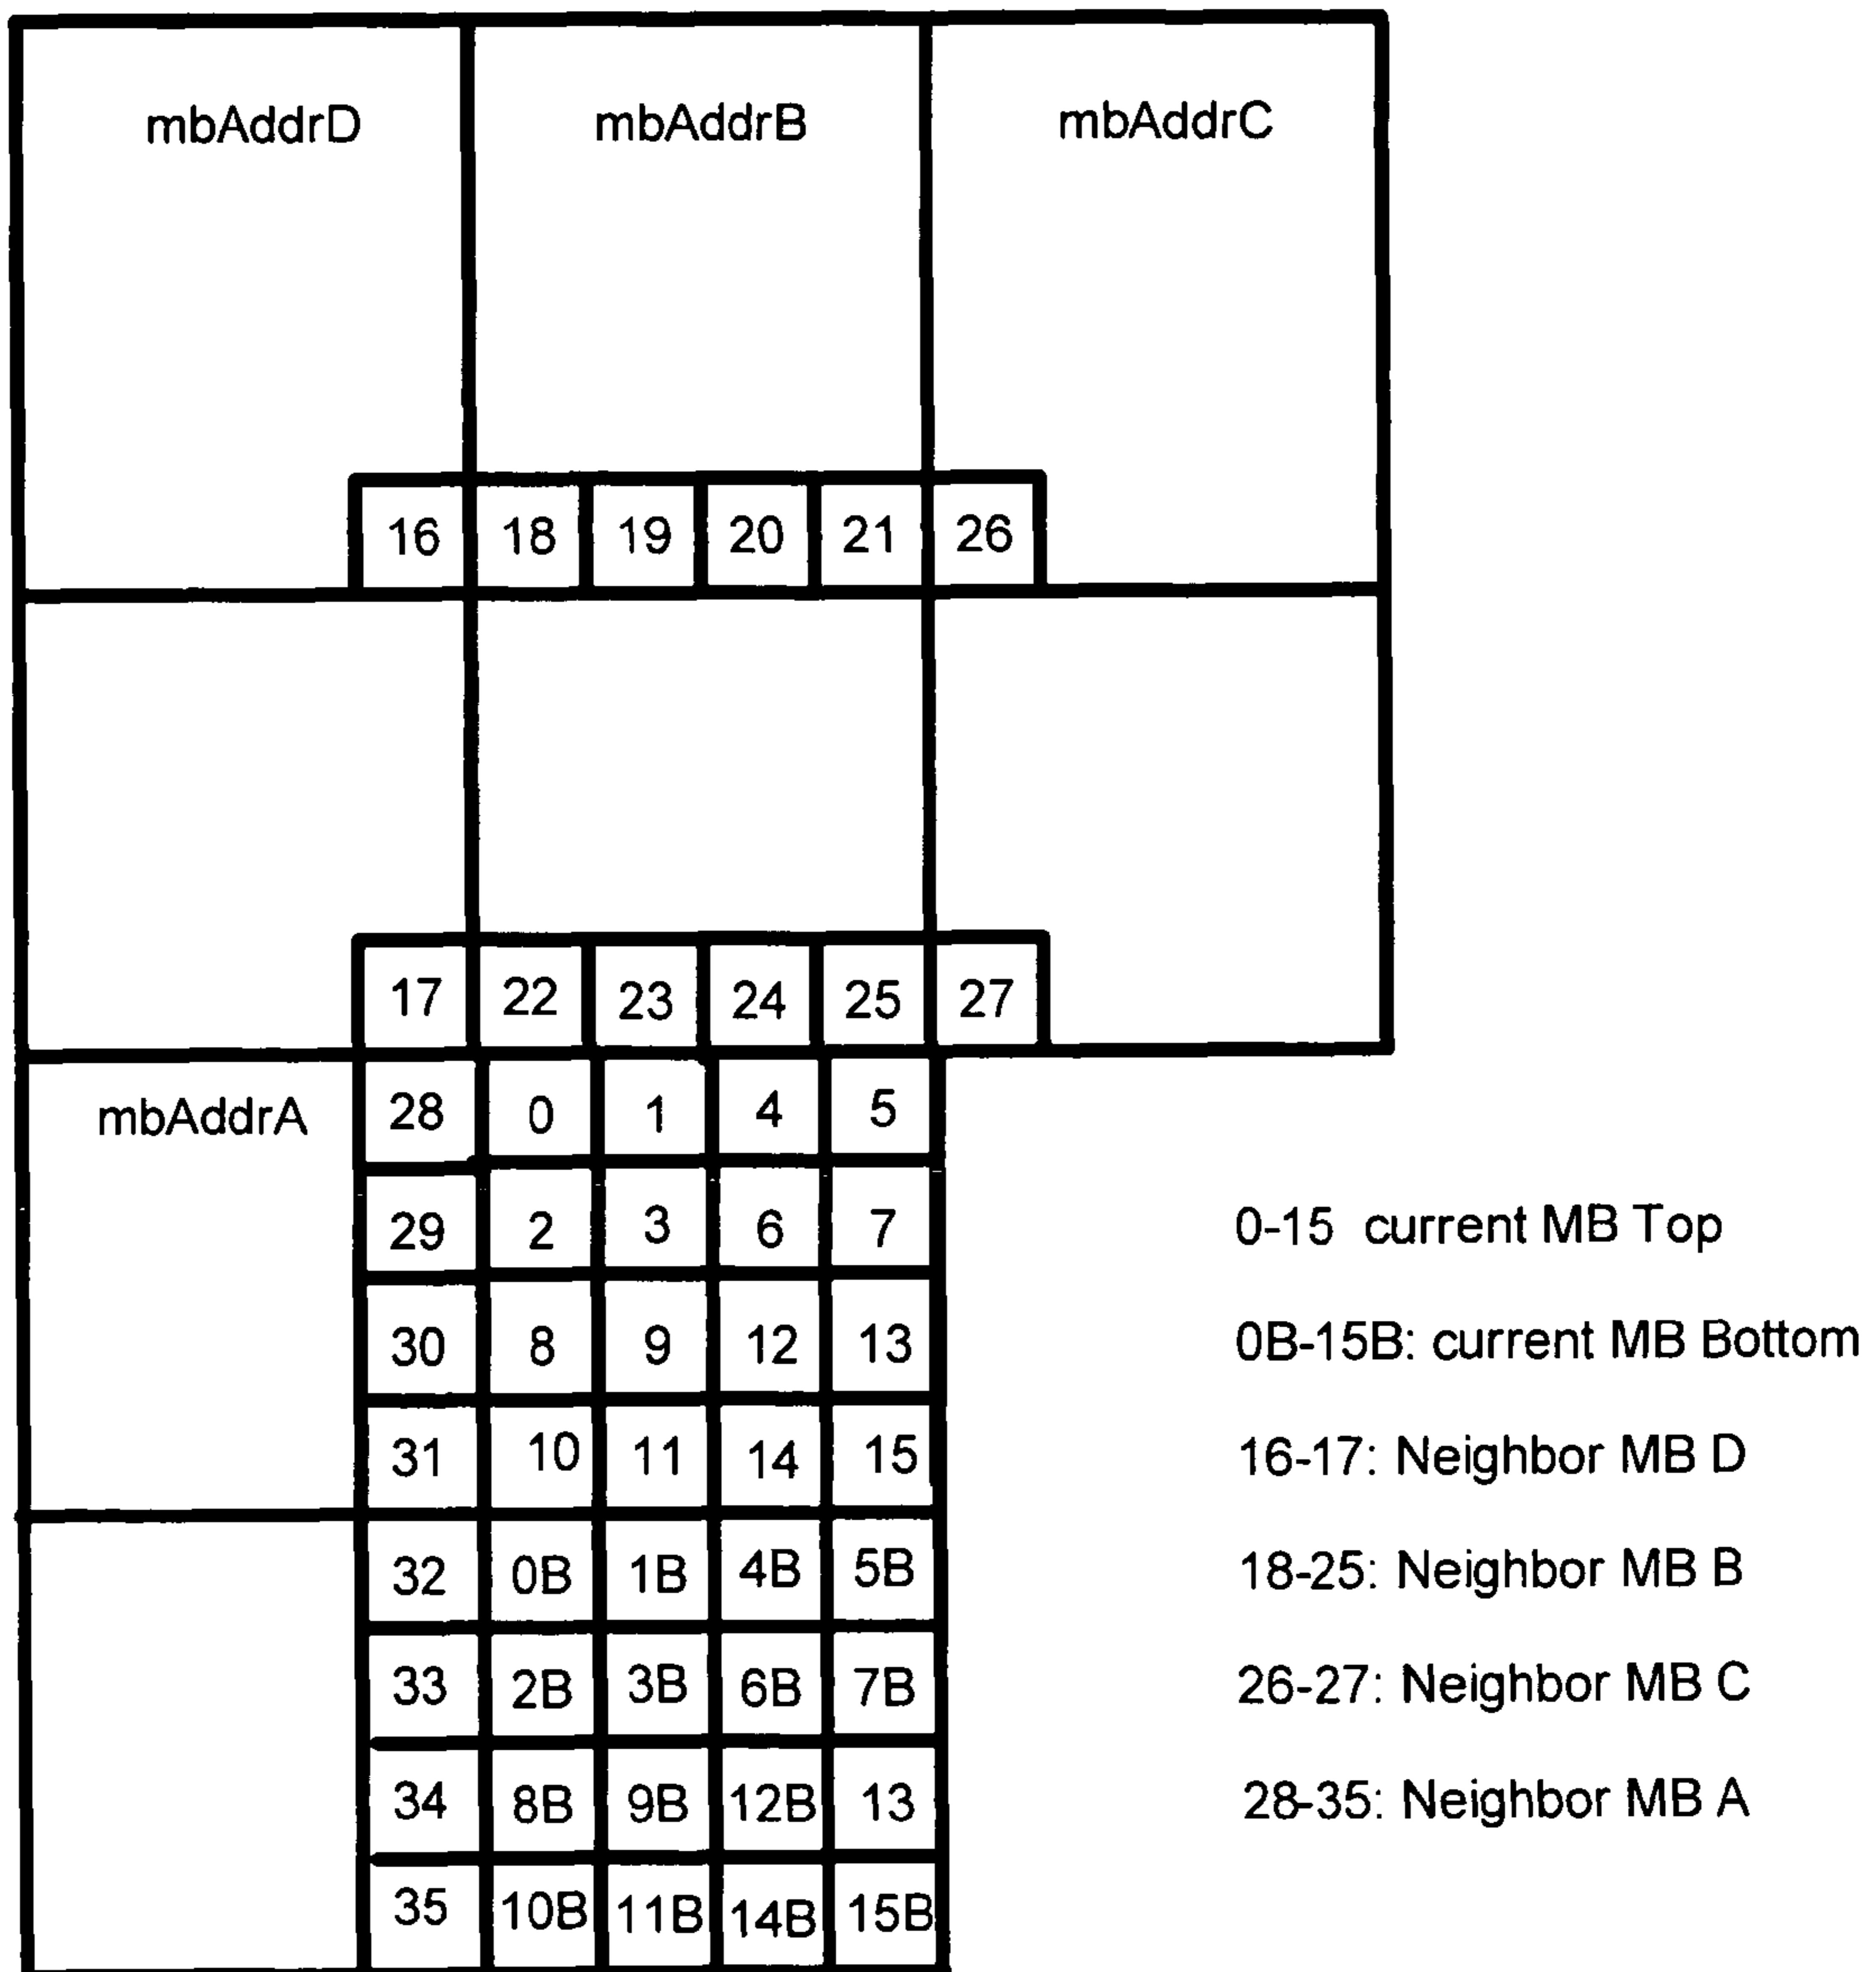 mbAddrD mbAddrB mbAddrC
16 18 19 20 21 26
17 22 23 24 25 27
mbAddrA 28 0 1 4 5
29 2 3 6 7
30 8 9 12 13
31 10 11 14 15
32 0B 1B 4B 5B
33 2B 3B 6B 7B
34 8B 9B 12B 13
35 10B 11B 14B 15B
0-15 current MB Top
0B-15B: current MB Bottom
16-17: Neighbor MB D
18-25: Neighbor MB B
26-27: Neighbor MB C
28-35: Neighbor MB A